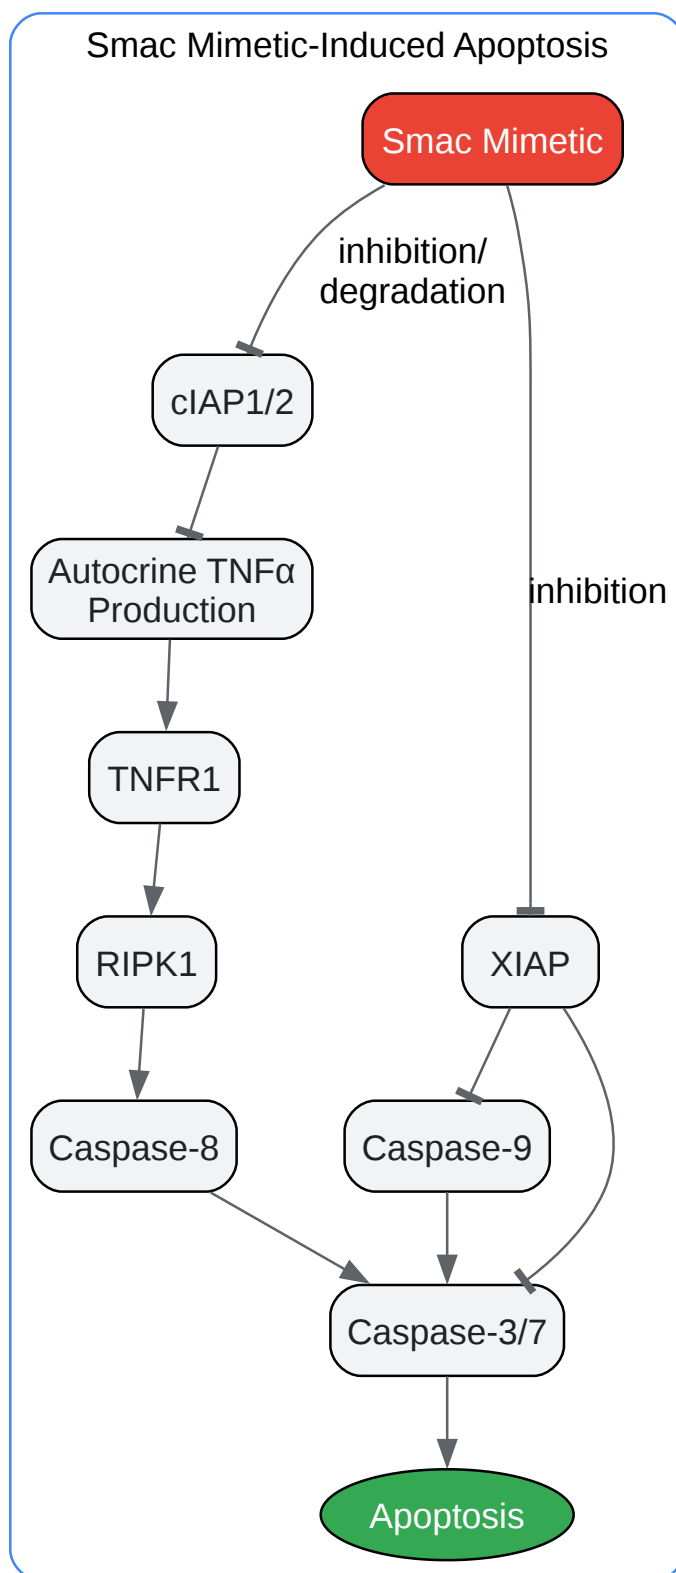 Smac Mimetic-Induced Apoptosis
Smac Mimetic
inhibition/
degradation
cIAP1/2
Autocrine TNFα
Production
inhibition
TNFR1
RIPK1
XIAP
Caspase-8
Caspase-9
Caspase-3/7
Apoptosis